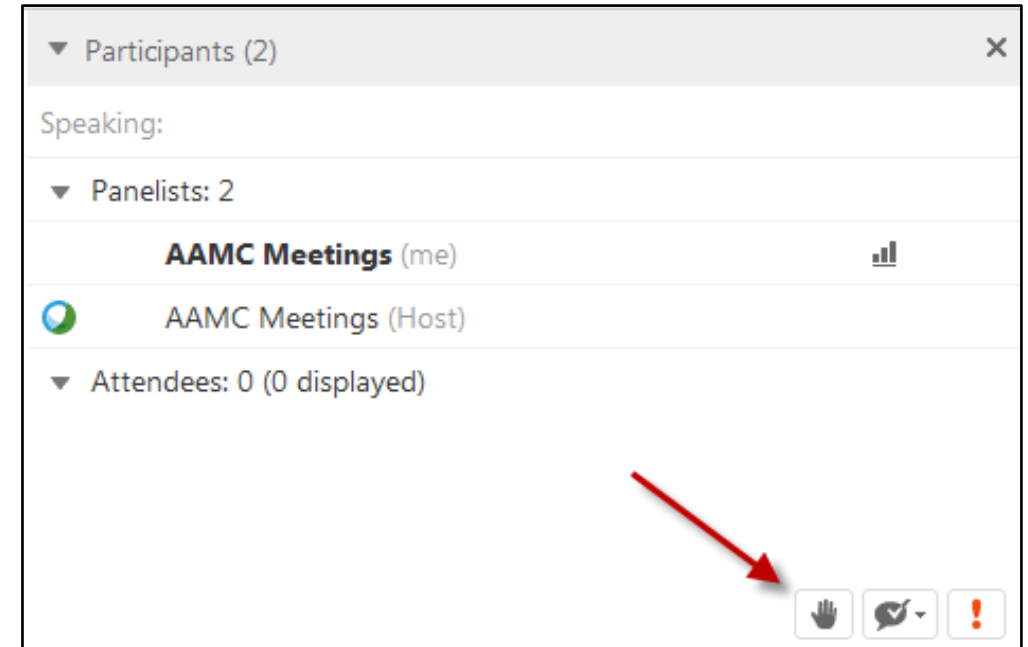 Participants (2)
Speaking:
Panelists: 2
AAMC Meetings (me)
AAMC Meetings (Host)
Attendees: 0 (0 displayed)